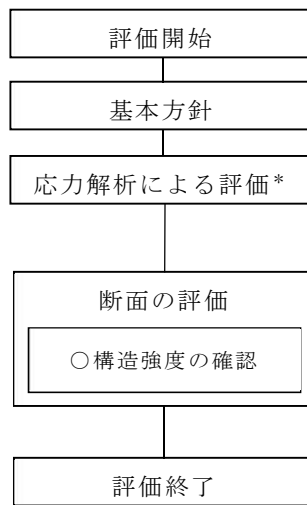 評価開始
基本方針
応力解析による評価*
断面の評価
○構造強度の確認
評価終了